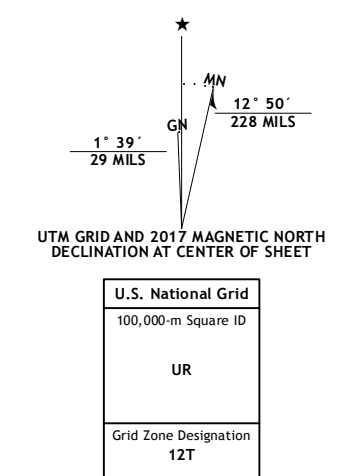 ★
MN
12° 50´
228 MILS
GN
1° 39´
29 MILS
UTM GRID AND 2017 MAGNETIC NORTH
DECLINATION AT CENTER OF SHEET
U.S. National Grid
100,000-m Square ID
UR
Grid Zone Designation
12T